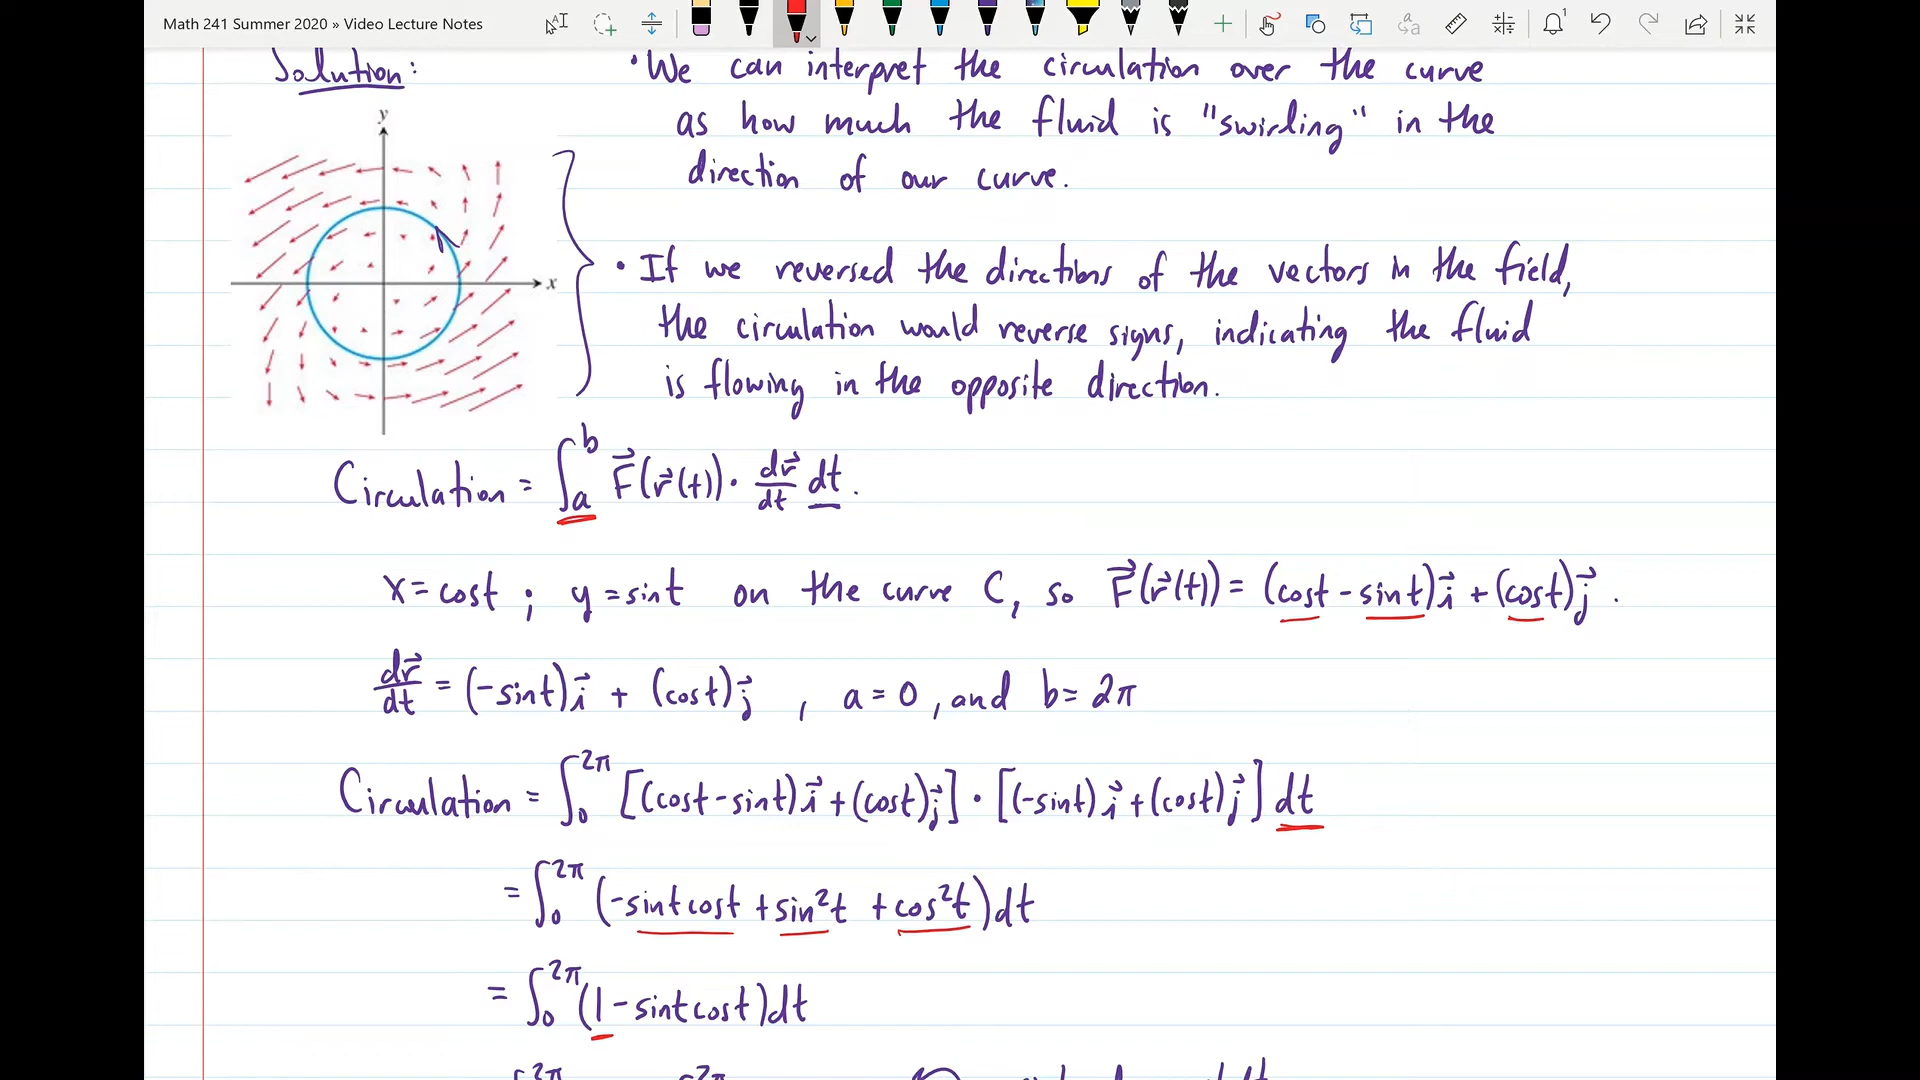 Math 241 Summer 2020 » Video Lecture Notes
Solution:
• We can interpret the circulation over the curve
as how much the fluid is "swirling" in the
direction of our curve.
y
x
• If we reversed the directions of the vectors in the field,
the circulation would reverse signs, indicating the fluid
is flowing in the opposite direction.
Circulation = ∫_a^b F⃗(r⃗(t)) · dr⃗/dt dt.
x = cost ; y = sint on the curve C, so F⃗(r⃗(t)) = (cost - sint)i⃗ + (cost)j⃗ .
dr⃗/dt = (-sint)i⃗ + (cost)j⃗ , a = 0, and b = 2π
Circulation = ∫_0^2π [(cost - sint)i⃗ + (cost)j⃗] · [(-sint)i⃗ + (cost)j⃗] dt
= ∫_0^2π (-sintcost + sin²t + cos²t)dt
= ∫_0^2π (1 - sintcost)dt